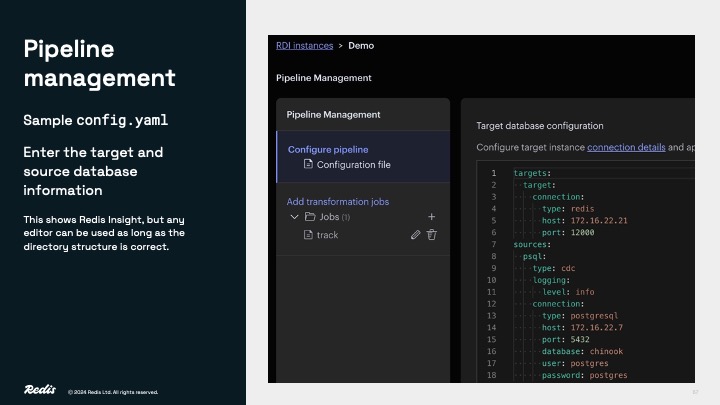 Pipeline
management
Sample config.yaml
Enter the target and
source database
information
This shows Redis Insight, but any
editor can be used as long as the
directory structure is correct.
Redis
© 2024 Redis Ltd. All rights reserved.
RDI instances > Demo
Pipeline Management
Pipeline Management
Configure pipeline
Configuration file
Add transformation jobs
Jobs (1) +
track
Target database configuration
Configure target instance connection details and ap
1 targets:
2 target:
3 connection:
4 type: redis
5 host: 172.16.22.21
6 port: 12000
7 sources:
8 psql:
9 type: cdc
10 logging:
11 level: info
12 connection:
13 type: postgresql
14 host: 172.16.22.7
15 port: 5432
16 database: chinook
17 user: postgres
18 password: postgres